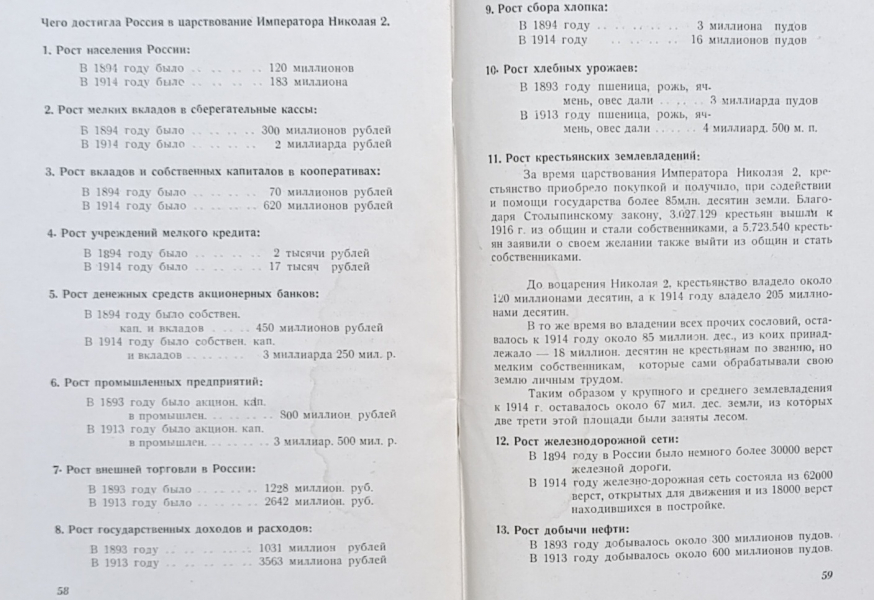 Чего достигла Россия в царствование Императора Николая 2.
1. Рост населения России:
В 1894 году было . . . . . . . 120 миллионов
В 1914 году было . . . . . . . 183 миллиона
2. Рост мелких вкладов в сберегательные кассы:
В 1894 году было . . . . . . . 300 миллионов рублей
В 1914 году было . . . . . . . 2 миллиарда рублей
3. Рост вкладов и собственных капиталов в кооперативах:
В 1894 году было . . . . . . . 70 миллионов рублей
В 1914 году было . . . . . . . 620 миллионов рублей
4. Рост учреждений мелкого кредита:
В 1894 году было . . . . . . . 2 тысячи рублей
В 1914 году было . . . . . . . 17 тысяч рублей
5. Рост денежных средств акционерных банков:
В 1894 году было собствен.
кап. и вкладов . . . . . 450 миллионов рублей
В 1914 году было собствен. кап.
и вкладов . . . . . . . 3 миллиарда 250 мил. р.
6. Рост промышленных предприятий:
В 1893 году было акцион. кап.
в промышлен. . . . . . . . 800 миллион рублей
В 1913 году было акцион. кап.
в промышлен. . . . . . . . 3 миллиар. 500 мил. р.
7- Рост внешней торговли в России:
В 1893 году было . . . . . . . 1228 миллион. руб.
В 1913 году было . . . . . . . 2642 миллион. руб.
8. Рост государственных доходов и расходов:
В 1893 году . . . . . . . . . 1031 миллион рублей
В 1913 году . . . . . . . . . 3563 миллиона рублей
58
9. Рост сбора хлопка:
В 1894 году . . . . . . . . 3 миллиона пудов
В 1914 году . . . . . . 16 миллионов пудов
10- Рост хлебных урожаев:
В 1893 году пшеница, рожь, яч-
мень, овес дали . . . . . . 3 миллиарда пудов
В 1913 году пшеница, рожь, яч-
мень, овес дали . . . . . . 4 миллиард. 500 м. п.
11. Рост крестьянских землевладений:
За время царствования Императора Николая 2, кре-
стьянство приобрело покупкой и получило, при содействии
и помощи государства более 85млн. десятин земли. Благо-
даря Столыпинскому закону, 3.027.129 крестьян вышли к
1916 г. из общин и стали собственниками, а 5.723.540 кресть-
ян заявили о своем желании также выйти из общин и стать
собственниками.
До воцарения Николая 2, крестьянство владело около
120 миллионами десятин, а к 1914 году владело 205 миллио-
нами десятин.
В то же время во владении всех прочих сословий, оста-
валось к 1914 году около 85 миллион. дес., из коих принад-
лежало — 18 миллион. десятин не крестьянам по званию, но
мелким собственникам, которые сами обрабатывали свою
землю личным трудом.
Таким образом у крупного и среднего землевладения
к 1914 г. оставалось около 67 мил. дес. земли, из которых
две трети этой площади были заняты лесом.
12. Рост железнодорожной сети:
В 1894 году в России было немного более 30000 верст
железной дороги.
В 1914 году железно-дорожная сеть состояла из 62000
верст, открытых для движения и из 18000 верст
находившихся в постройке.
13. Рост добычи нефти:
В 1893 году добывалось около 300 миллионов пудов.
В 1913 году добывалось около 600 миллионов пудов.
59